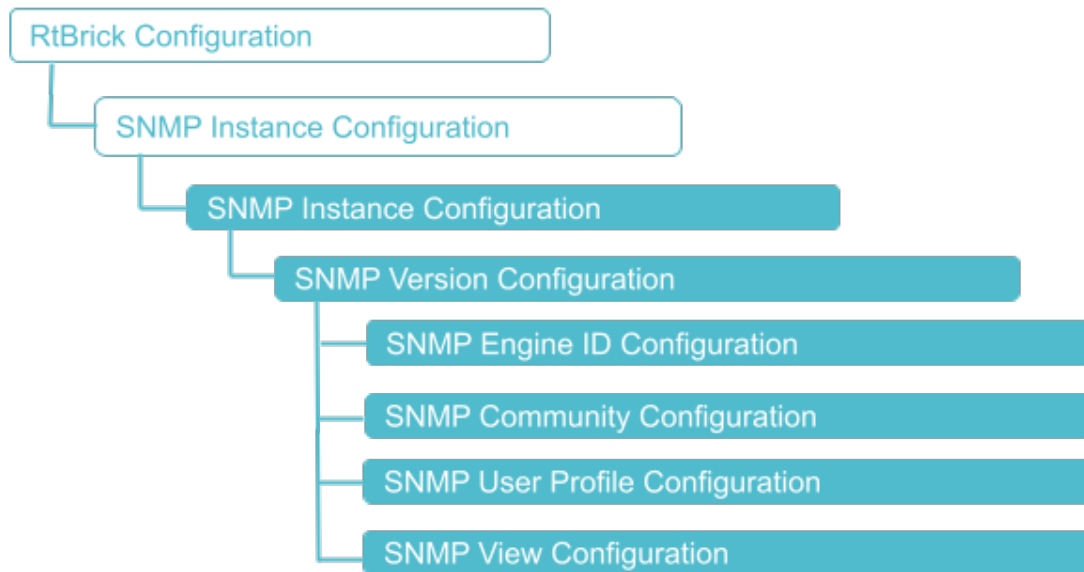 RtBrick Configuration
SNMP Instance Configuration
SNMP Instance Configuration
SNMP Version Configuration
SNMP Engine ID Configuration
SNMP Community Configuration
SNMP User Profile Configuration
SNMP View Configuration